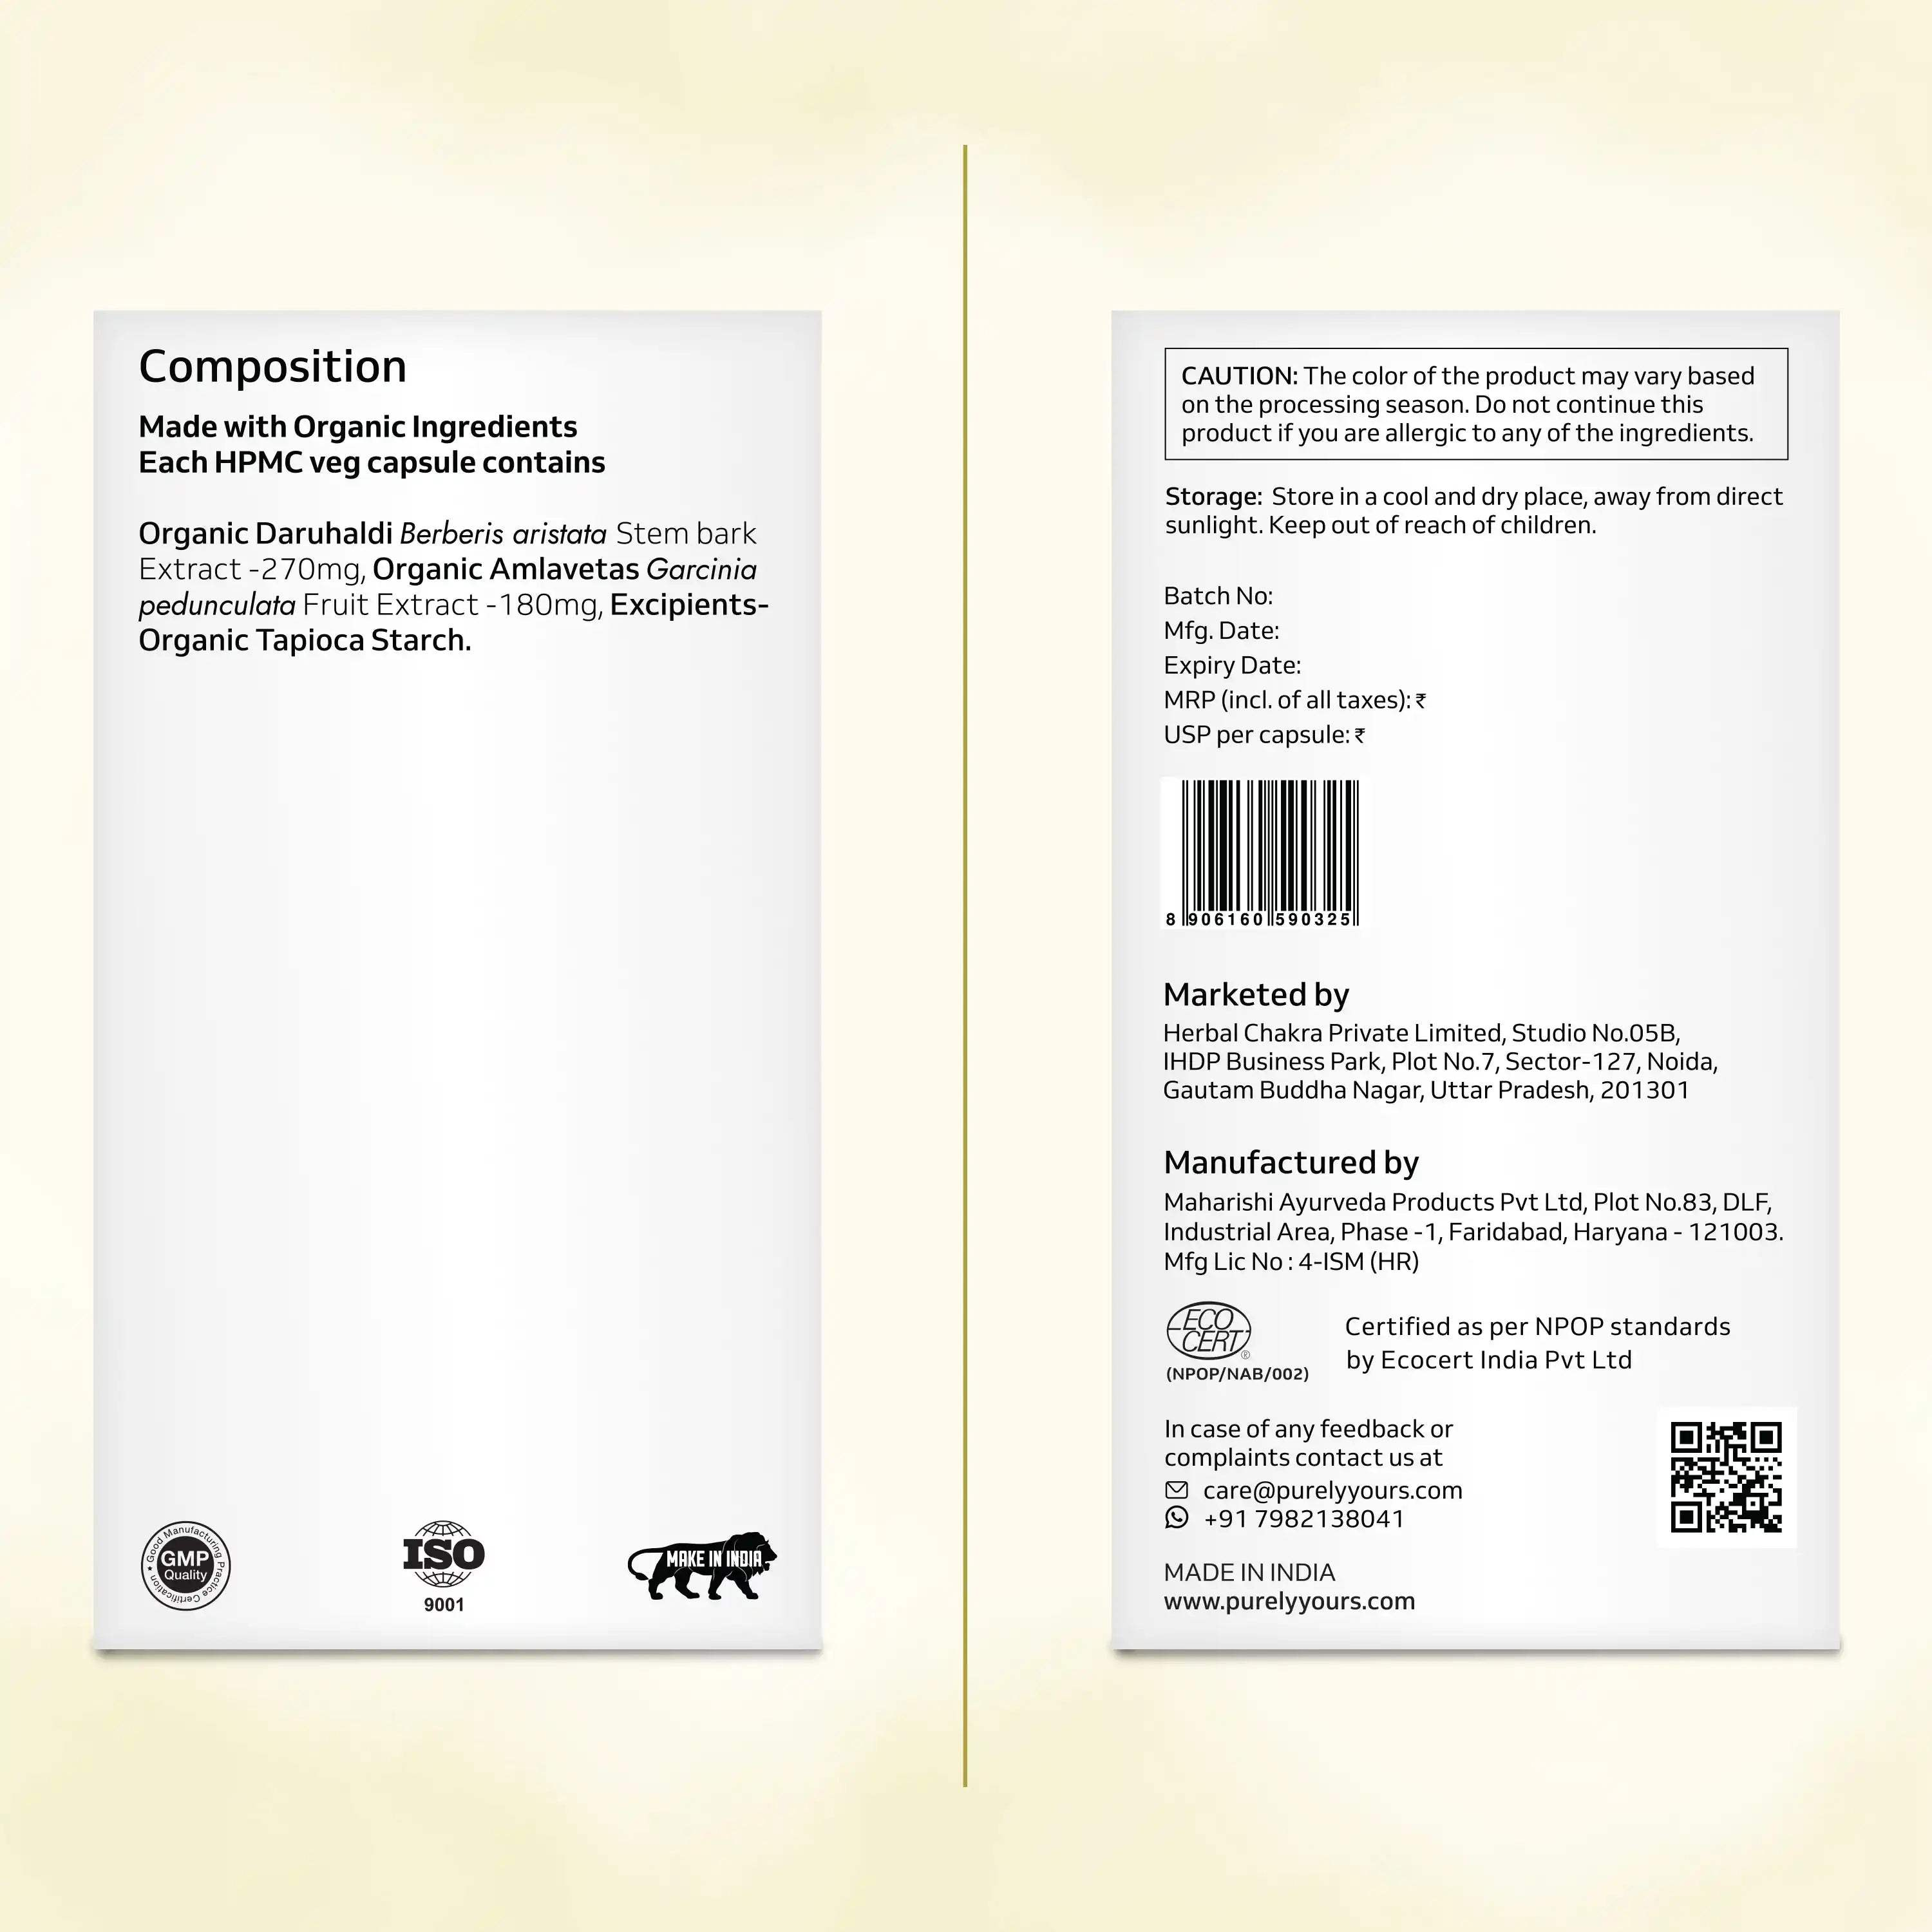 Composition
Made with Organic Ingredients
Each HPMC veg capsule contains
Organic Daruhaldi Berberis aristata Stem bark
Extract -270mg, Organic Amlavetas Garcinia
pedunculata Fruit Extract -180mg, Excipients-
Organic Tapioca Starch.
Good Manufacturing Practice Certification
GMP
Quality
ISO
9001
MAKE IN INDIA
CAUTION: The color of the product may vary based
on the processing season. Do not continue this
product if you are allergic to any of the ingredients.
Storage: Store in a cool and dry place, away from direct
sunlight. Keep out of reach of children.
Batch No:
Mfg. Date:
Expiry Date:
MRP (incl. of all taxes): ₹
USP per capsule: ₹
8 906160 590325
Marketed by
Herbal Chakra Private Limited, Studio No.05B,
IHDP Business Park, Plot No.7, Sector-127, Noida,
Gautam Buddha Nagar, Uttar Pradesh, 201301
Manufactured by
Maharishi Ayurveda Products Pvt Ltd, Plot No.83, DLF,
Industrial Area, Phase -1, Faridabad, Haryana - 121003.
Mfg Lic No : 4-ISM (HR)
ECO
CERT®
(NPOP/NAB/002)
Certified as per NPOP standards
by Ecocert India Pvt Ltd
In case of any feedback or
complaints contact us at
care@purelyyours.com
+91 7982138041
MADE IN INDIA
www.purelyyours.com